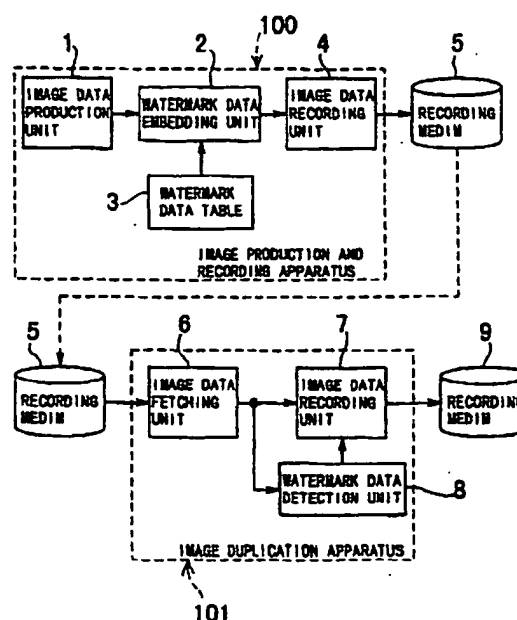 100
1
2
4
5
IMAGE DATA
PRODUCTION
UNIT
WATERMARK DATA
EMBEDDING UNIT
IMAGE DATA
RECORDING
UNIT
RECORDING
MEDIM
3
WATERMARK
DATA TABLE
IMAGE PRODUCTION AND
RECORDING APPARATUS
5
6
7
9
RECORDING
MEDIM
IMAGE DATA
FETCHING
UNIT
IMAGE DATA
RECORDING
UNIT
RECORDING
MEDIM
WATERMARK DATA
DETECTION UNIT
8
IMAGE DUPLICATION APPARATUS
101